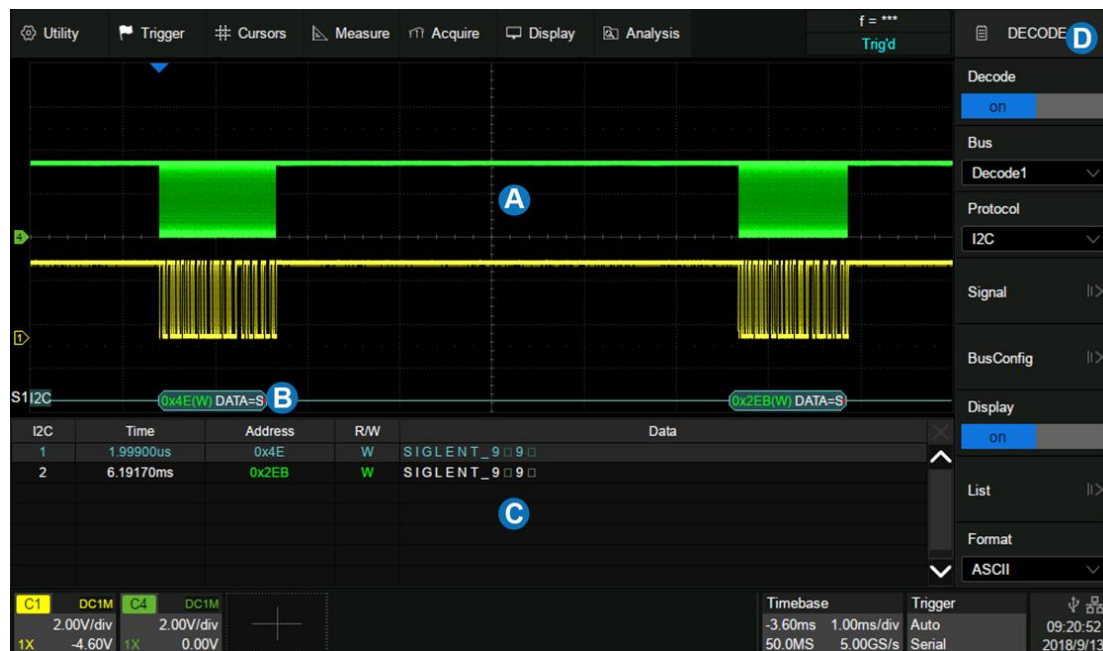 Utility Trigger Cursors Measure Acquire Display Analysis
f = ***
Trig'd
DECODE D
Decode
on
Bus
Decode1
Protocol
I2C
Signal
BusConfig
Display
on
List
Format
ASCII
A
4
1
S1 I2C 0x4E(W) DATA=S B 0x2EB(W) DATA=S
I2C Time Address R/W Data
1 1.99900us 0x4E W SIGLENT_9□9□
2 6.19170ms 0x2EB W SIGLENT_9□9□
C
C1 DC1M C4 DC1M
2.00V/div 2.00V/div
1X -4.60V 1X 0.00V
Timebase Trigger
-3.60ms 1.00ms/div Auto
50.0MS 5.00GS/s Serial
09:20:52
2018/9/13